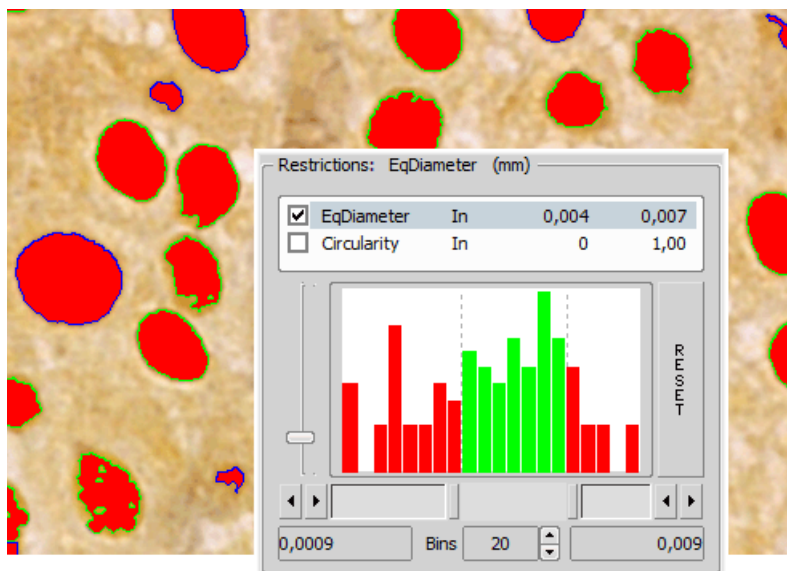 Restrictions: EqDiameter (mm)
EqDiameter In 0,004 0,007
Circularity In 0 1,00
RESET
0,0009 Bins 20 0,009